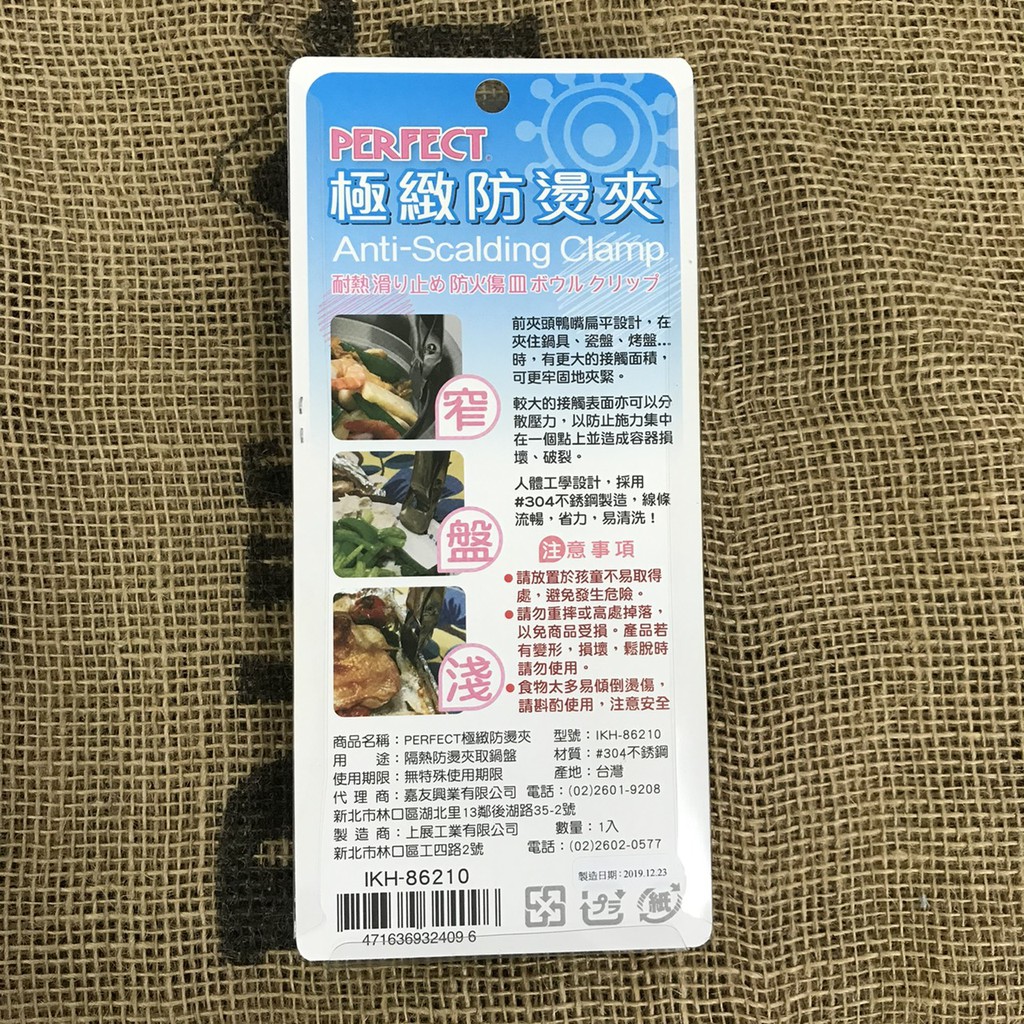 PERFECT
極緻防燙夾
Anti-Scalding Clamp
耐熱 滑り止め 防火傷 皿 ボウル クリップ
前夾頭鴨嘴扁平設計，在
夾住鍋具、瓷盤、烤盤...
時，有更大的接觸面積，
可更牢固地夾緊。
窄
較大的接觸表面亦可以分
散壓力，以防止施力集中
在一個點上並造成容器損
壞、破裂。
人體工學設計，採用
#304不銹鋼製造，線條
流暢，省力，易清洗！
盤
注意事項
●請放置於孩童不易取得
處，避免發生危險。
●請勿重摔或高處掉落，
以免商品受損。產品若
有變形，損壞，鬆脫時
請勿使用。
淺
●食物太多易傾倒燙傷，
請斟酌使用，注意安全
商品名稱：PERFECT極緻防燙夾 型號：IKH-86210
用 途：隔熱防燙夾取鍋盤 材質：#304不銹鋼
使用期限：無特殊使用期限 產地：台灣
代理商：嘉友興業有限公司 電話：(02)2601-9208
新北市林口區湖北里13鄰後湖路35-2號
製造商：上展工業有限公司 數量：1入
新北市林口區工四路2號 電話：(02)2602-0577
IKH-86210
製造日期：2019.12.23
471636932409 6
プラ
紙